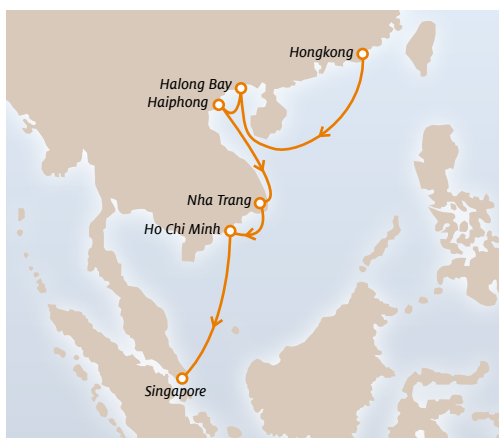 Hongkong
Halong Bay
Haiphong
Nha Trang
Ho Chi Minh
Singapore